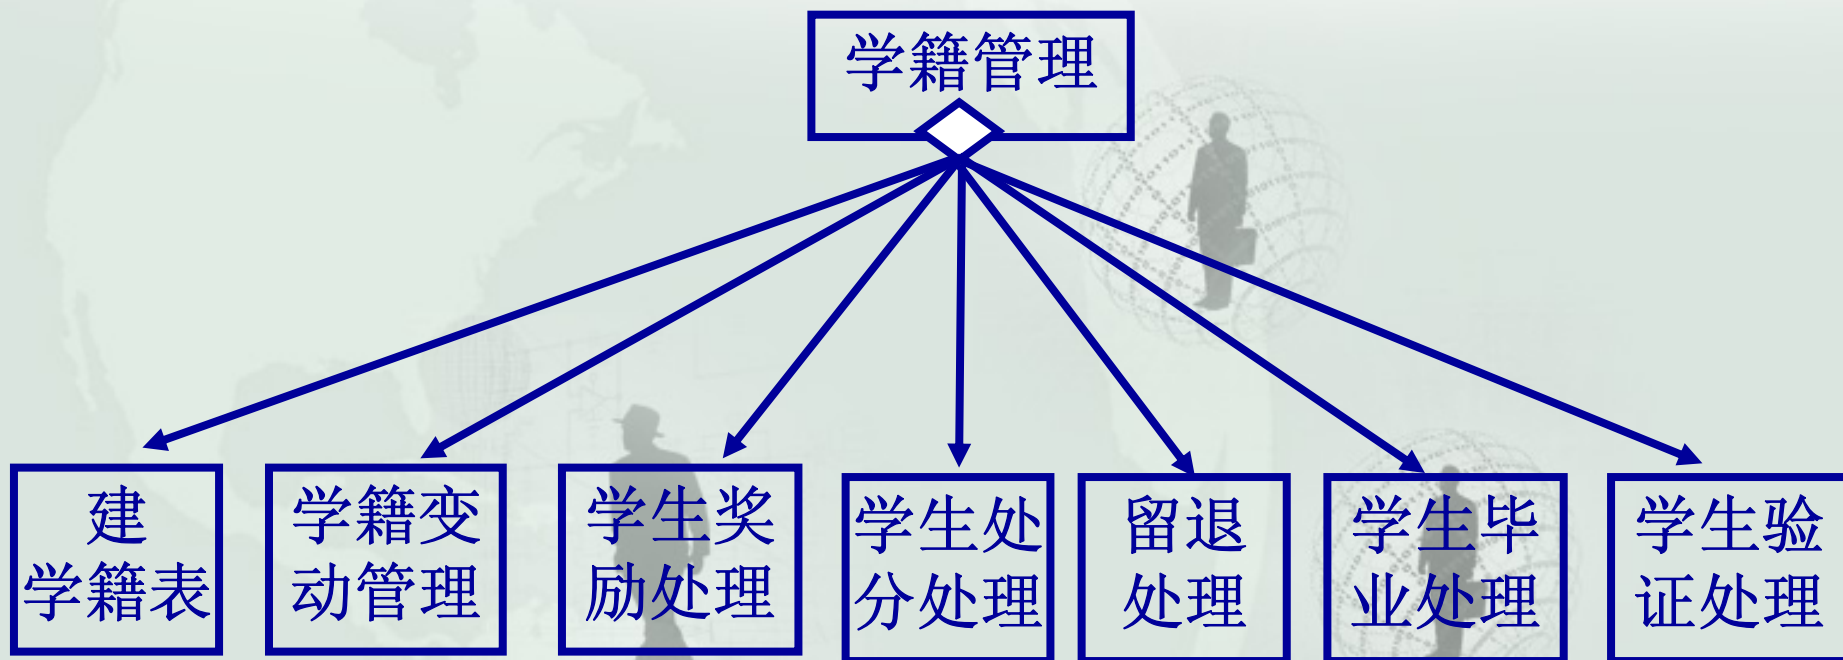 学籍管理
建
学籍表
学籍变
动管理
学生奖
励处理
学生处
分处理
留退
处理
学生毕
业处理
学生验
证处理